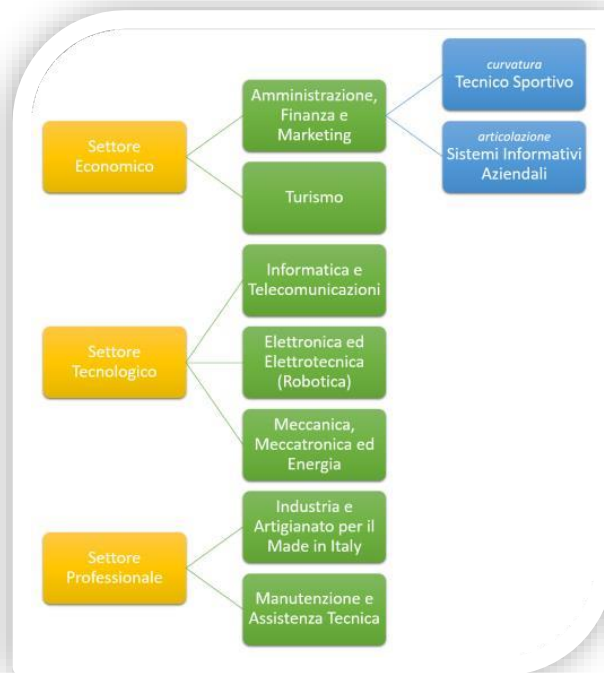 Settore
Economico
Amministrazione,
Finanza e
Marketing
curvatura
Tecnico Sportivo
articolazione
Sistemi Informativi
Aziendali
Turismo
Settore
Tecnologico
Informatica e
Telecomunicazioni
Elettronica ed
Elettrotecnica
(Robotica)
Meccanica,
Meccatronica ed
Energia
Settore
Professionale
Industria e
Artigianato per il
Made in Italy
Manutenzione e
Assistenza Tecnica